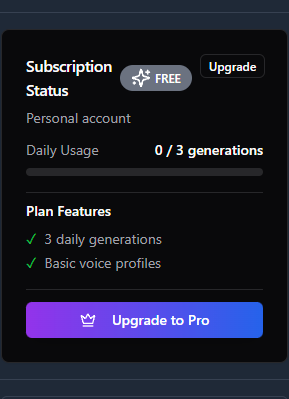 Subscription
Status
FREE
Upgrade
Personal account
Daily Usage
0 / 3 generations
Plan Features
✓ 3 daily generations
✓ Basic voice profiles
Upgrade to Pro